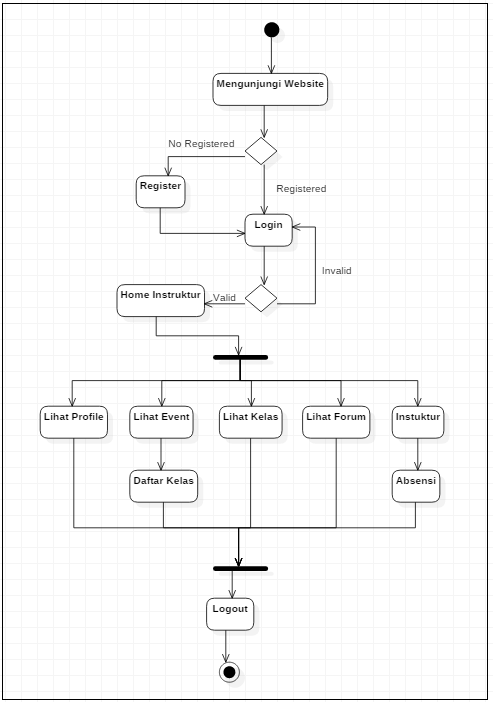 Mengunjungi Website
No Registered
Register
Registered
Login
Invalid
Home Instruktur
Valid
Lihat Profile
Lihat Event
Lihat Kelas
Lihat Forum
Instuktur
Daftar Kelas
Absensi
Logout